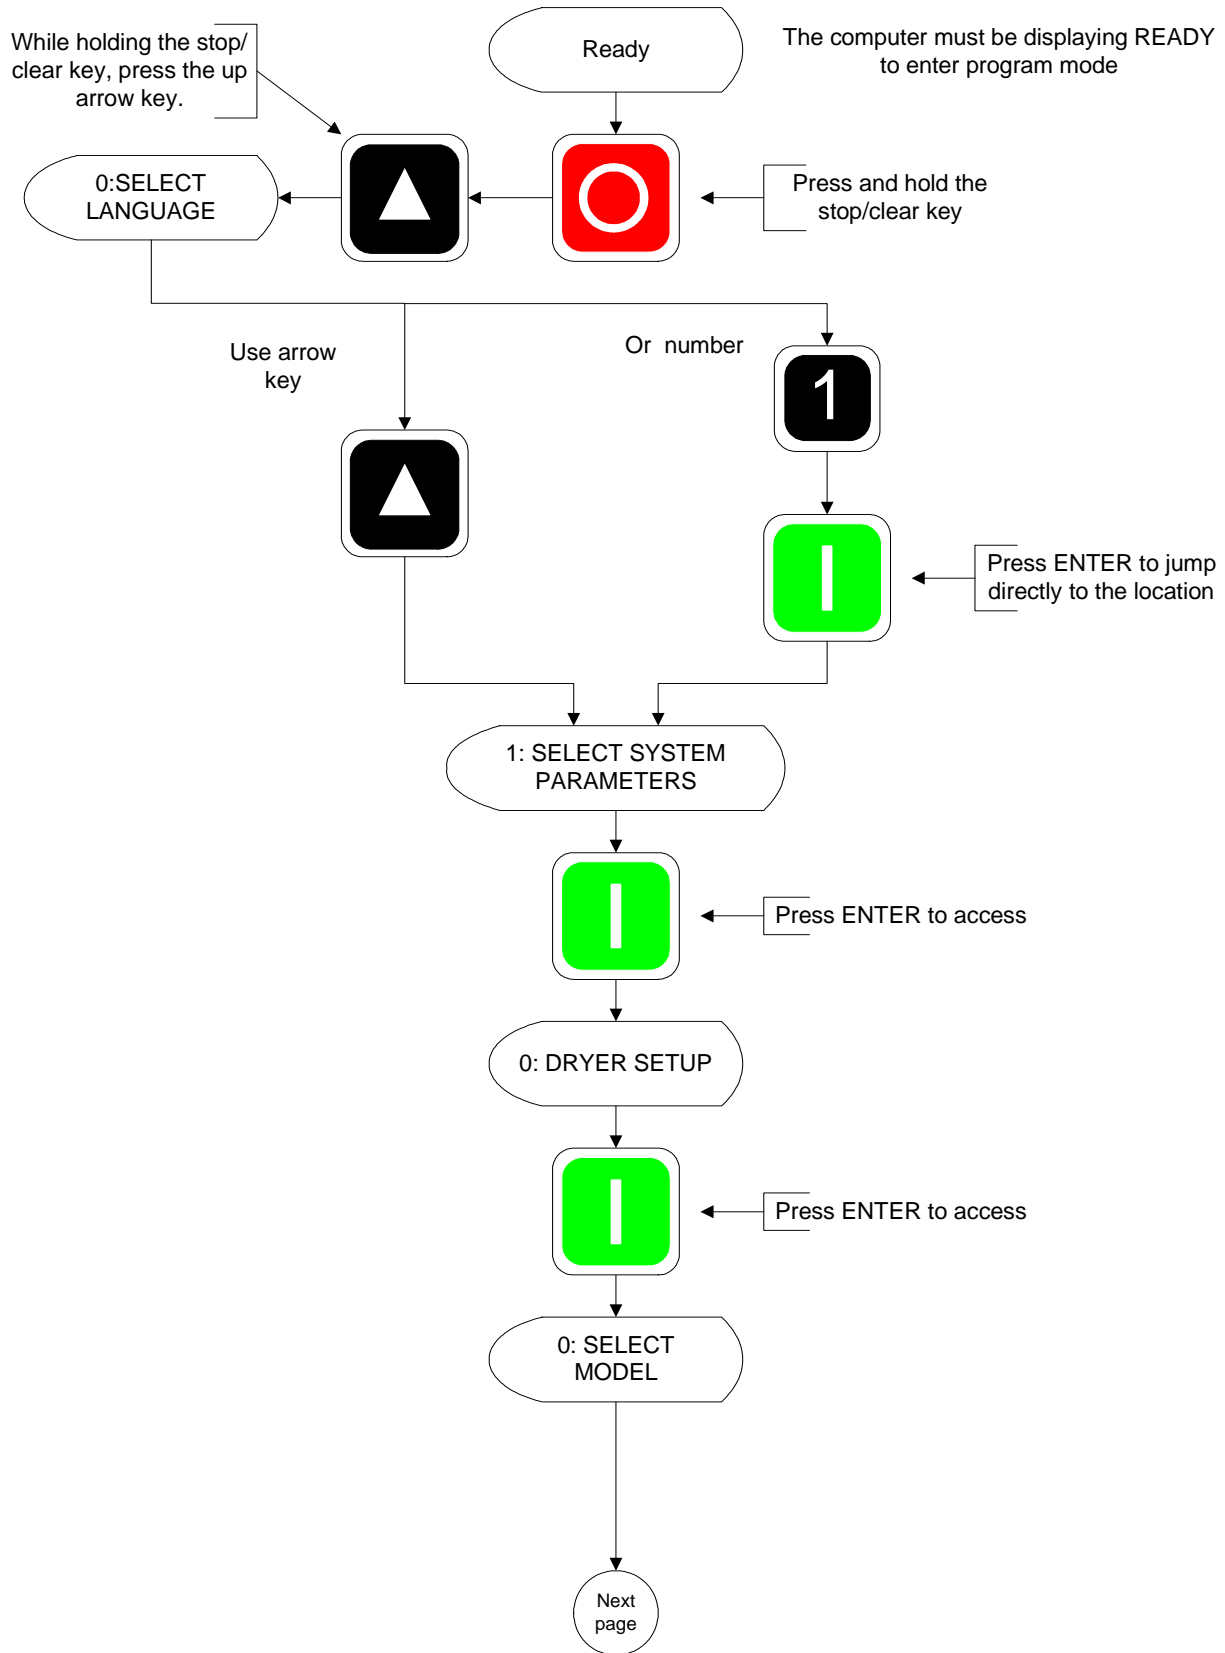 While holding the stop/
clear key, press the up
arrow key.
Ready
The computer must be displaying READY
to enter program mode
0:SELECT
LANGUAGE
Press and hold the
stop/clear key
Use arrow
key
Or number
1
Press ENTER to jump
directly to the location
1: SELECT SYSTEM
PARAMETERS
Press ENTER to access
0: DRYER SETUP
Press ENTER to access
0: SELECT
MODEL
Next
page